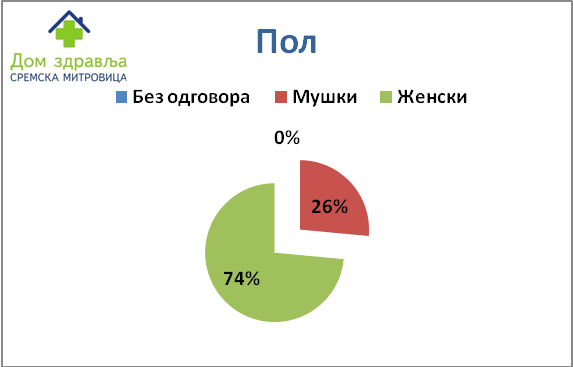 Дом здравља
СРЕМСКА МИТРОВИЦА
Пол
Без одговора Мушки Женски
0%
26%
74%